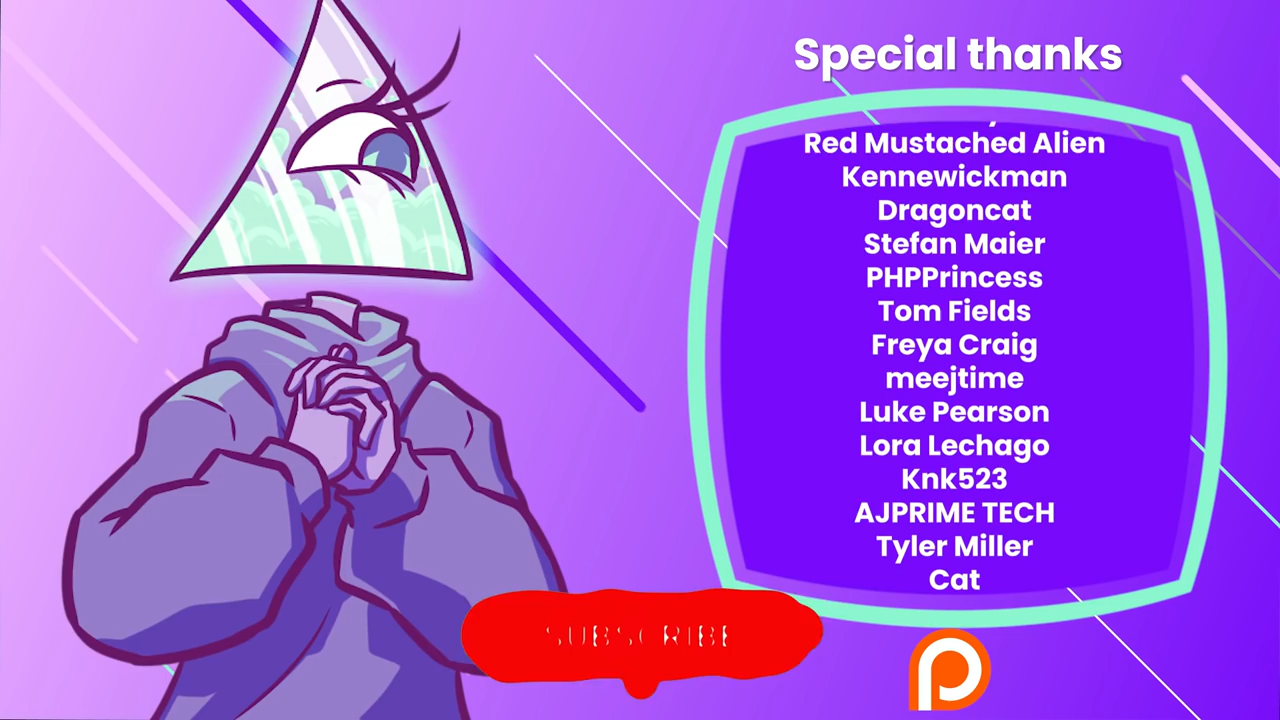 Special thanks
Red Mustached Alien
Kennewickman
Dragoncat
Stefan Maier
PHPPrincess
Tom Fields
Freya Craig
meejtime
Luke Pearson
Lora Lechago
Knk523
AJPRIME TECH
Tyler Miller
Cat
SUBSCRIBE